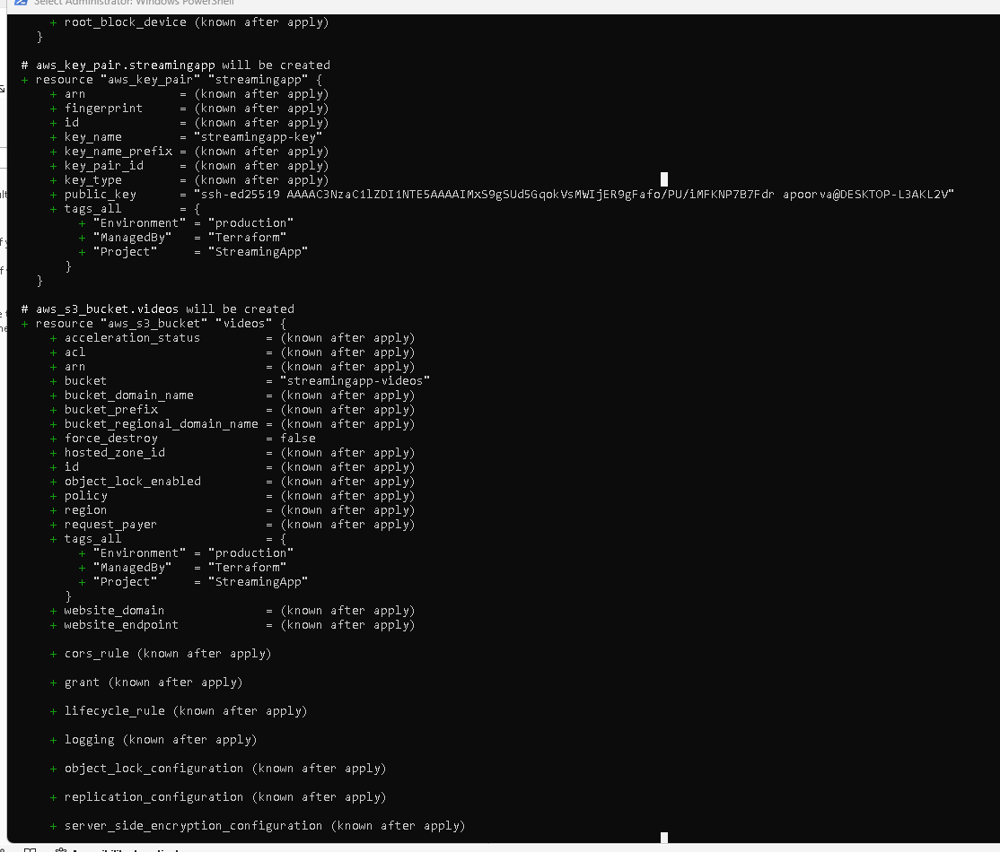 Select Administrator: Windows PowerShell
+ root_block_device (known after apply)
}
# aws_key_pair.streamingapp will be created
+ resource "aws_key_pair" "streamingapp" {
+ arn = (known after apply)
+ fingerprint = (known after apply)
+ id = (known after apply)
+ key_name = "streamingapp-key"
+ key_name_prefix = (known after apply)
+ key_pair_id = (known after apply)
+ key_type = (known after apply)
+ public_key = "ssh-ed25519 AAAAC3NzaC1lZDI1NTE5AAAAIMxS9gSUd5GqokVsMWIjER9gFafo/PU/iMFKNP7B7Fdr apoorva@DESKTOP-L3AKL2V"
+ tags_all = {
+ "Environment" = "production"
+ "ManagedBy" = "Terraform"
+ "Project" = "StreamingApp"
}
}
# aws_s3_bucket.videos will be created
+ resource "aws_s3_bucket" "videos" {
+ acceleration_status = (known after apply)
+ acl = (known after apply)
+ arn = (known after apply)
+ bucket = "streamingapp-videos"
+ bucket_domain_name = (known after apply)
+ bucket_prefix = (known after apply)
+ bucket_regional_domain_name = (known after apply)
+ force_destroy = false
+ hosted_zone_id = (known after apply)
+ id = (known after apply)
+ object_lock_enabled = (known after apply)
+ policy = (known after apply)
+ region = (known after apply)
+ request_payer = (known after apply)
+ tags_all = {
+ "Environment" = "production"
+ "ManagedBy" = "Terraform"
+ "Project" = "StreamingApp"
}
+ website_domain = (known after apply)
+ website_endpoint = (known after apply)
+ cors_rule (known after apply)
+ grant (known after apply)
+ lifecycle_rule (known after apply)
+ logging (known after apply)
+ object_lock_configuration (known after apply)
+ replication_configuration (known after apply)
+ server_side_encryption_configuration (known after apply)